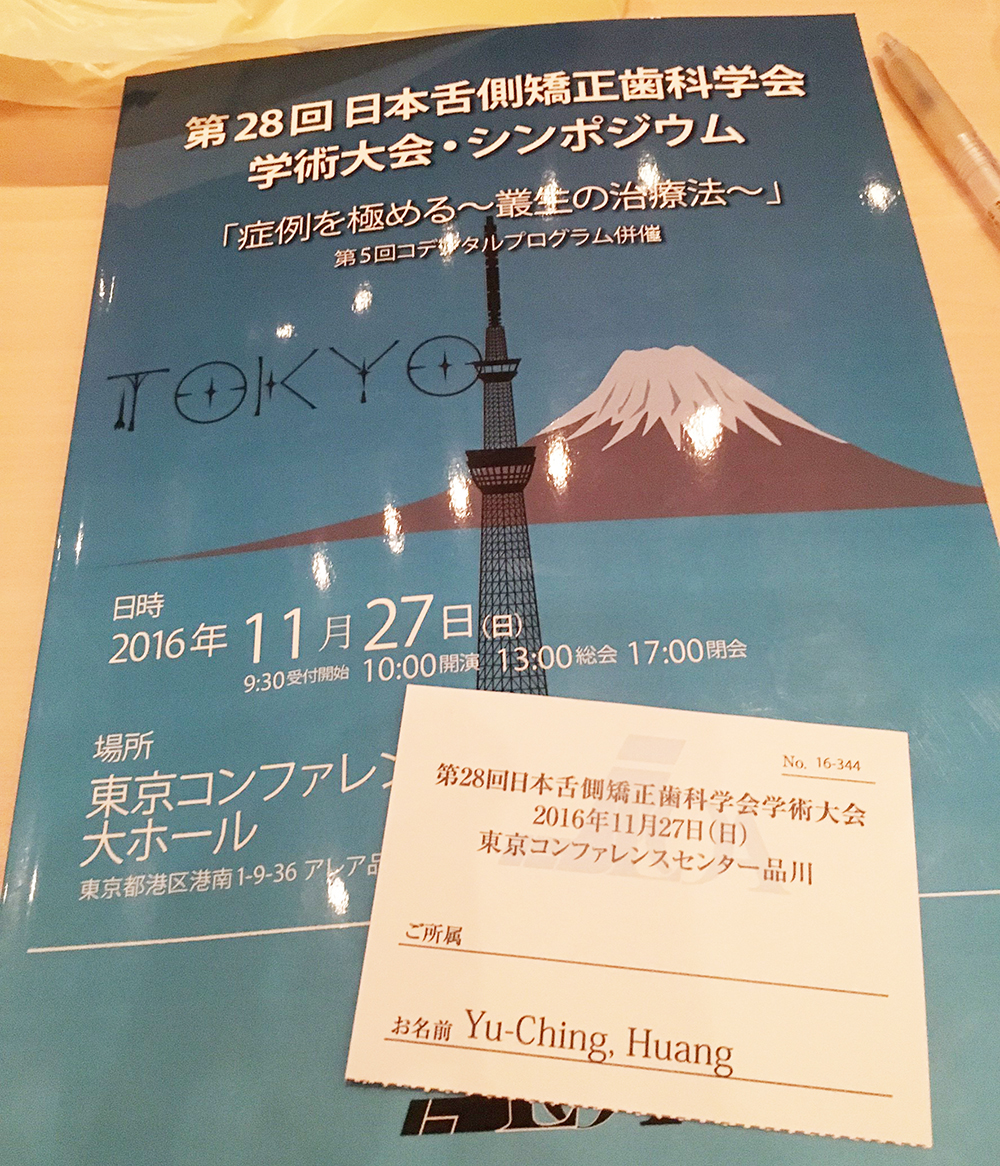 第28回 日本舌側矯正歯科学会
学術大会・シンポジウム
「症例を極める～叢生の治療法～」
第5回コデンタルプログラム併催
TOKYO
日時
2016年 11月27日(日)
9:30受付開始 10:00開演 13:00総会 17:00閉会
場所
東京コンファレン
大ホール
東京都港区港南1-9-36 アレア品
No. 16-344
第28回日本舌側矯正歯科学会学術大会
2016年11月27日(日)
東京コンファレンスセンター品川
ご所属
お名前 Yu-Ching, Huang